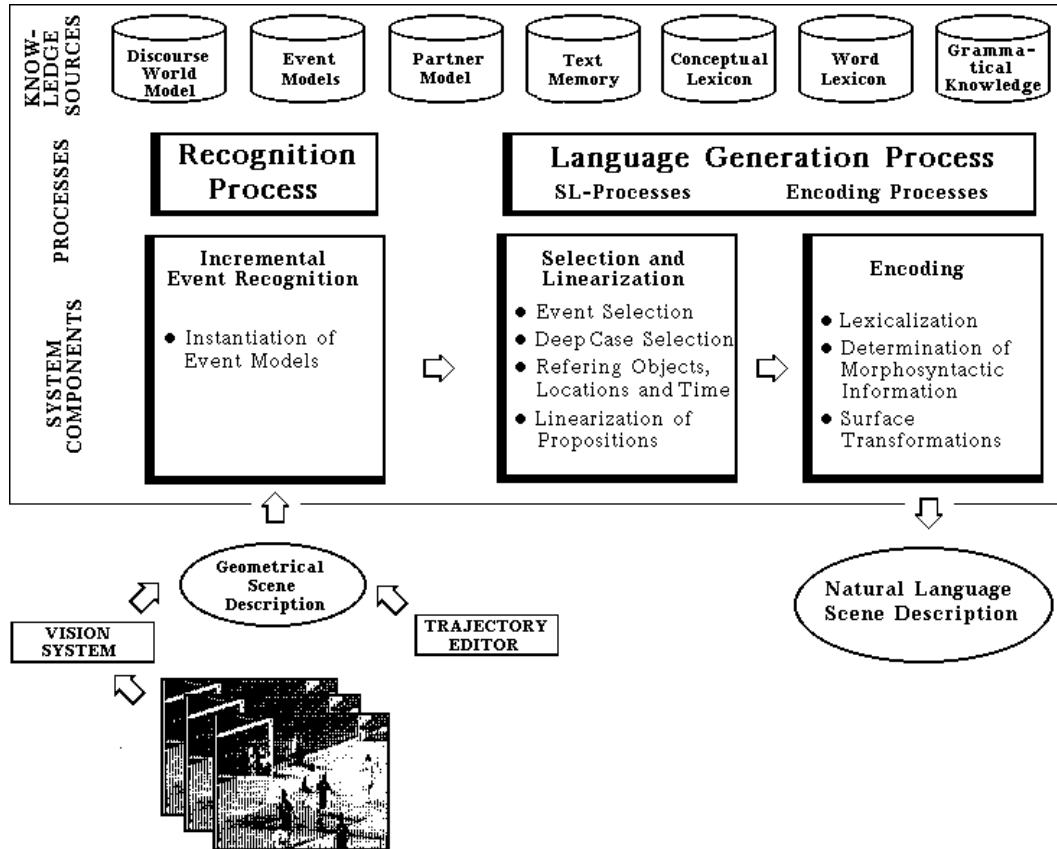 KNOW-
LEDGE
SOURCES
Discourse
World
Model
Event
Models
Partner
Model
Text
Memory
Conceptual
Lexicon
Word
Lexicon
Gramma-
tical
Knowledge
PROCESSES
Recognition
Process
Language Generation Process
SL-Processes
Encoding Processes
SYSTEM
COMPONENTS
Incremental
Event Recognition
● Instantiation of
Event Models
Selection and
Linearization
● Event Selection
● Deep Case Selection
● Refering Objects,
Locations and Time
● Linearization of
Propositions
Encoding
● Lexicalization
● Determination of
Morphosyntactic
Information
● Surface
Transformations
Geometrical
Scene
Description
VISION
SYSTEM
TRAJECTORY
EDITOR
Natural Language
Scene Description